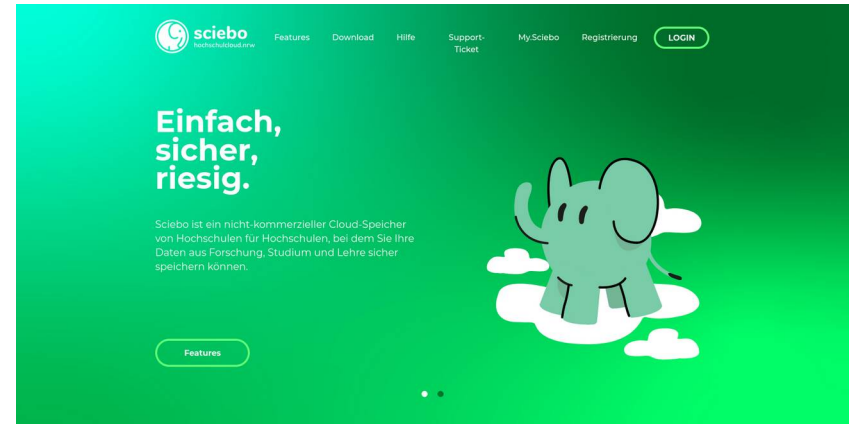 sciebo
hochschulcloud.nrw
Features
Download
Hilfe
Support-
Ticket
My.Sciebo
Registrierung
LOGIN
Einfach,
sicher,
riesig.
Sciebo ist ein nicht-kommerzieller Cloud-Speicher
von Hochschulen für Hochschulen, bei dem Sie Ihre
Daten aus Forschung, Studium und Lehre sicher
speichern können.
Features